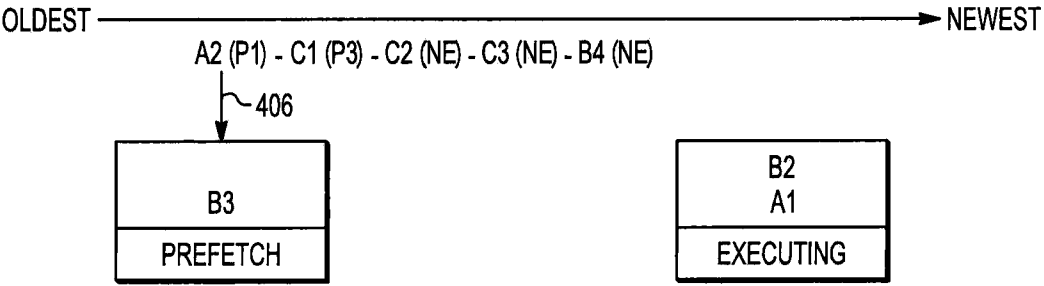 OLDEST NEWEST
A2 (P1) - C1 (P3) - C2 (NE) - C3 (NE) - B4 (NE)
406
B3
PREFETCH
B2
A1
EXECUTING